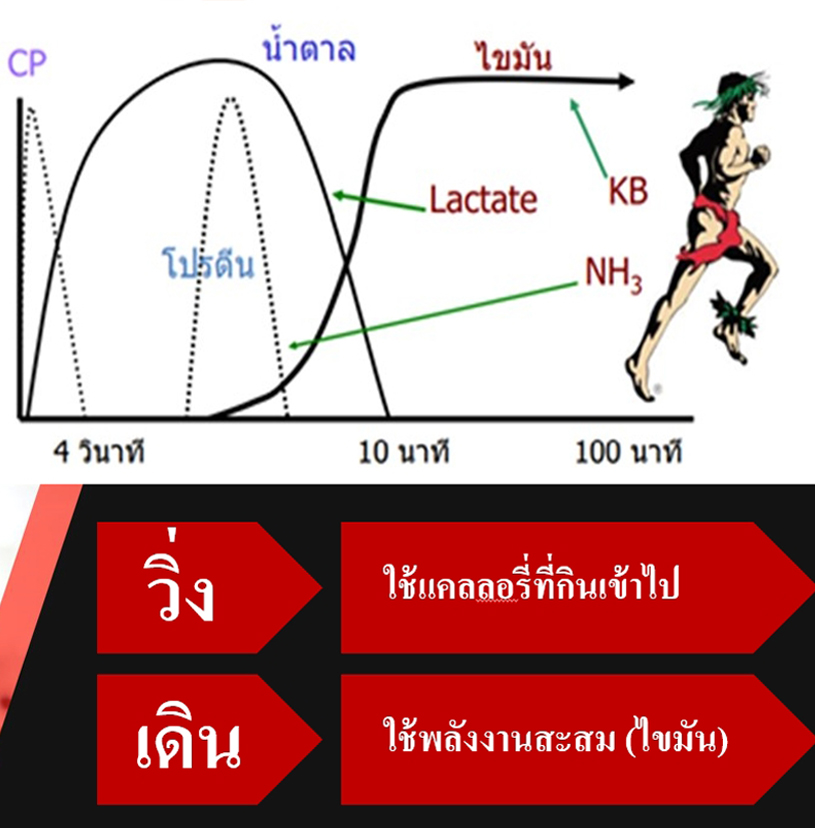 CP
น้ำตาล
ไขมัน
Lactate
KB
โปรตีน
NH3
4 วินาที
10 นาที
100 นาที
วิ่ง
ใช้แคลลอรี่ที่กินเข้าไป
เดิน
ใช้พลังงานสะสม (ไขมัน)